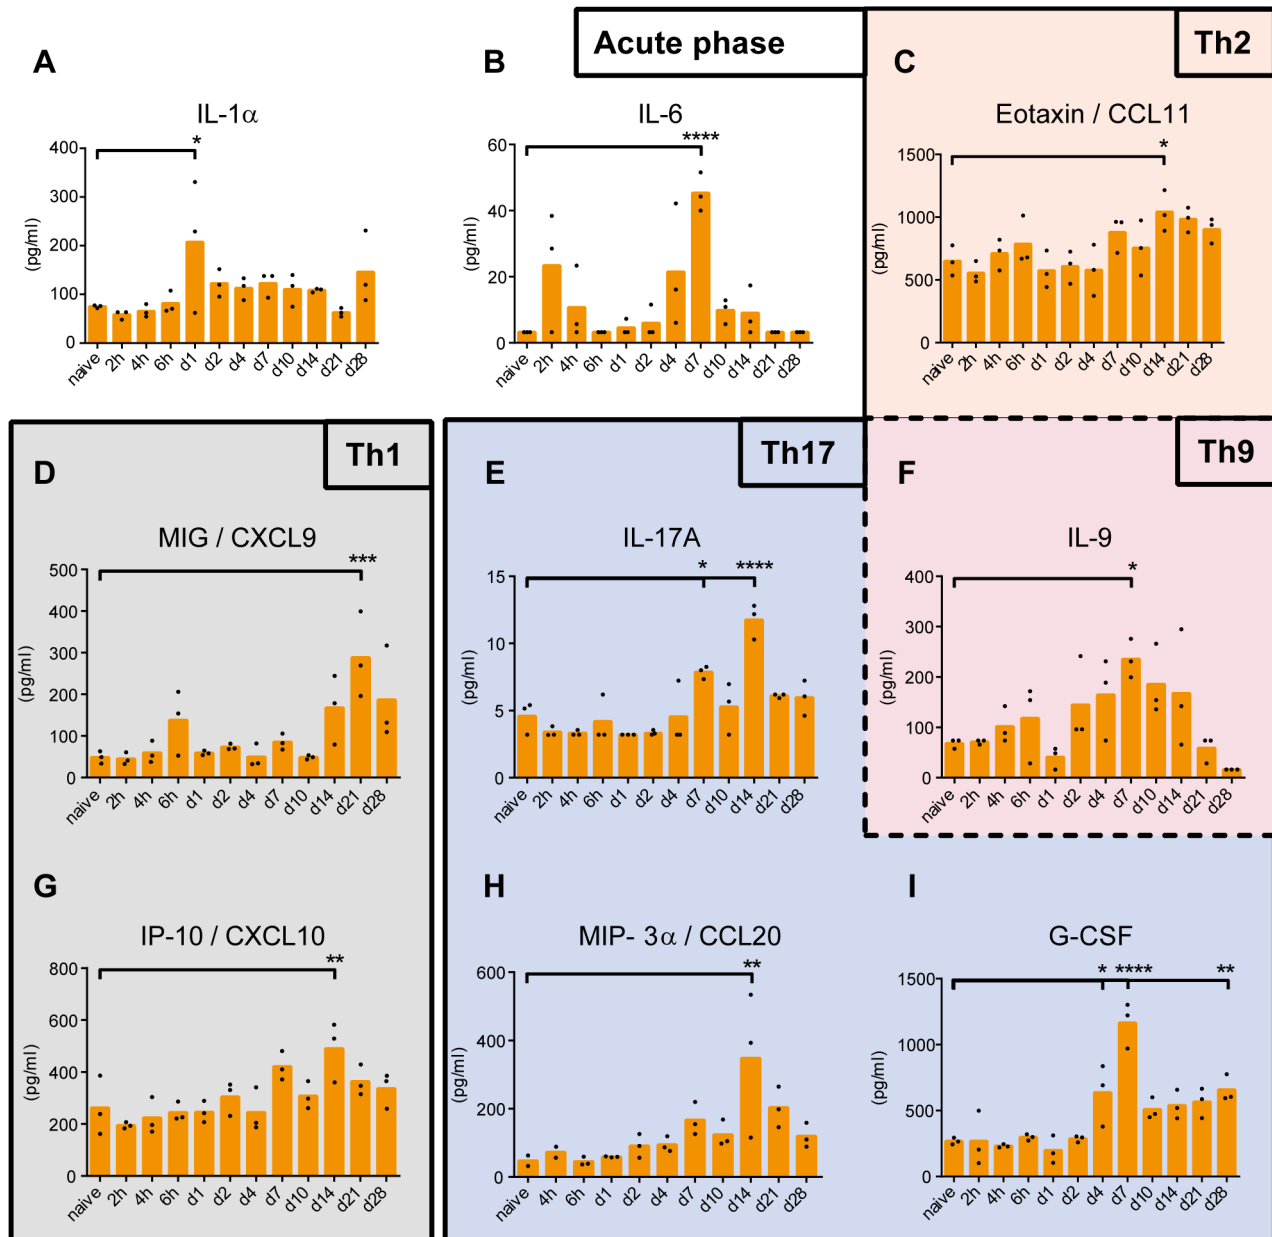 Acute phase
Th2
A
B
C
IL-1α
IL-6
Eotaxin / CCL11
*
****
*
(pg/ml)
400
300
200
100
0
naive 2h 4h 6h d1 d2 d4 d7 d10 d14 d21 d28
(pg/ml)
60
40
20
0
naive 2h 4h 6h d1 d2 d4 d7 d10 d14 d21 d28
(pg/ml)
1500
1000
500
0
naive 2h 4h 6h d1 d2 d4 d7 d10 d14 d21 d28
Th1
Th17
Th9
D
E
F
MIG / CXCL9
IL-17A
IL-9
***
* ****
*
(pg/ml)
500
400
300
200
100
0
naive 2h 4h 6h d1 d2 d4 d7 d10 d14 d21 d28
(pg/ml)
15
10
5
0
naive 2h 4h 6h d1 d2 d4 d7 d10 d14 d21 d28
(pg/ml)
400
300
200
100
0
naive 2h 4h 6h d1 d2 d4 d7 d10 d14 d21 d28
G
H
I
IP-10 / CXCL10
MIP- 3α / CCL20
G-CSF
**
**
* **** **
(pg/ml)
800
600
400
200
0
naive 2h 4h 6h d1 d2 d4 d7 d10 d14 d21 d28
(pg/ml)
600
400
200
0
naive 4h 6h d1 d2 d4 d7 d10 d14 d21 d28
(pg/ml)
1500
1000
500
0
naive 2h 4h 6h d1 d2 d4 d7 d10 d14 d21 d28